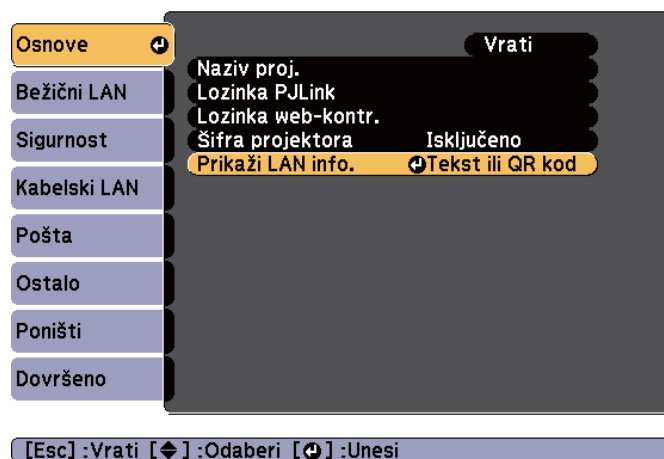 Osnove
Bežični LAN
Sigurnost
Kabelski LAN
Pošta
Ostalo
Poništi
Dovršeno
Vrati
Naziv proj.
Lozinka PJLink
Lozinka web-kontr.
Šifra projektora Isključeno
Prikaži LAN info. Tekst ili QR kod
[Esc] :Vrati [◆] :Odaberi [↵] :Unesi